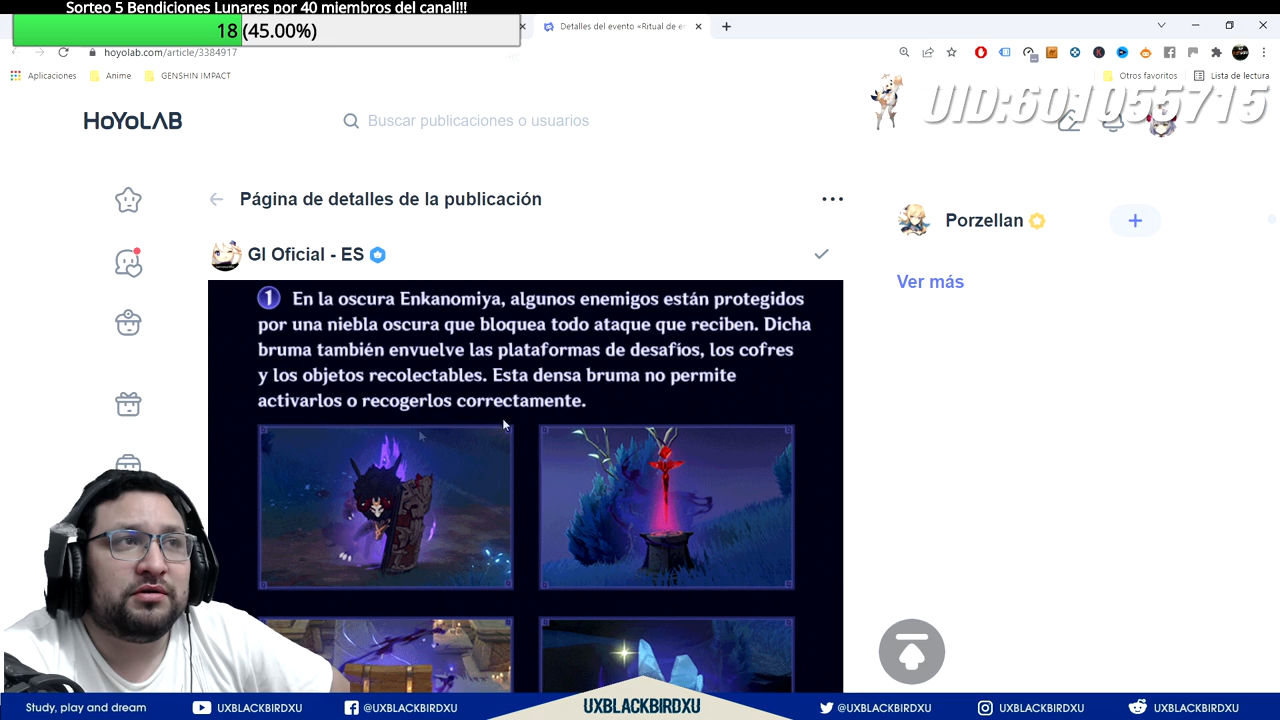 Sorteo 5 Bendiciones Lunares por 40 miembros del canal!!!
18 (45.00%)
Detalles del evento «Ritual de e
hoyolab.com/article/3384917
Aplicaciones
Anime
GENSHIN IMPACT
Otros favoritos
Lista de lectura
UID:601055715
HoYoLAB
Buscar publicaciones o usuarios
Página de detalles de la publicación
Porzellan
GI Oficial - ES
Ver más
1 En la oscura Enkanomiya, algunos enemigos están protegidos
por una niebla oscura que bloquea todo ataque que reciben. Dicha
bruma también envuelve las plataformas de desafíos, los cofres
y los objetos recolectables. Esta densa bruma no permite
activarlos o recogerlos correctamente.
Study, play and dream
UXBLACKBIRDXU
@UXBLACKBIRDXU
UXBLACKBIRDXU
@UXBLACKBIRDXU
UXBLACKBIRDXU
UXBLACKBIRDXU